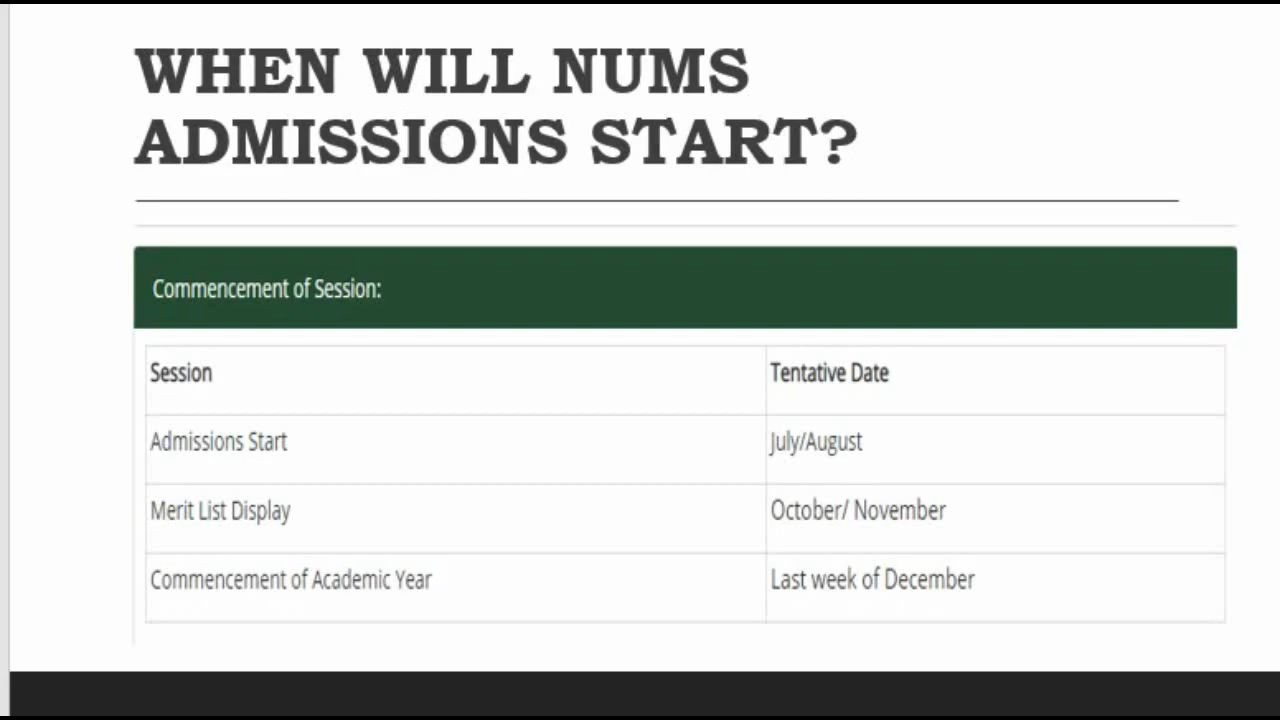 WHEN WILL NUMS
ADMISSIONS START?
Commencement of Session:
Session Tentative Date
Admissions Start July/August
Merit List Display October/ November
Commencement of Academic Year Last week of December